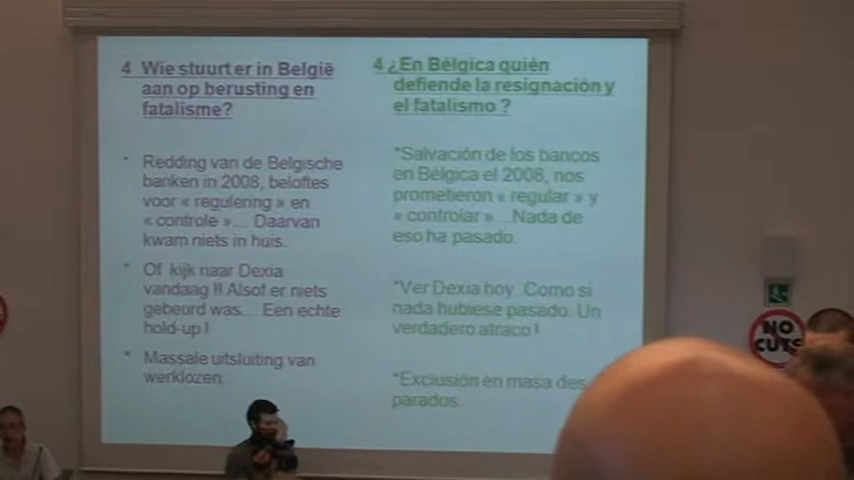 4 Wie stuurt er in België
aan op berusting en
fatalisme?
* Redding van de Belgische
banken in 2008, beloftes
voor « regulering » en
« controle »… Daarvan
kwam niets in huis.
* Of kijk naar Dexia
vandaag !! Alsof er niets
gebeurd was… Een echte
hold-up !
* Massale uitsluiting van
werklozen.
4 ¿En Bélgica quién
defiende la resignación y
el fatalismo ?
*Salvación de los bancos
en Bélgica el 2008, nos
prometieron « regular » y
« controlar »…Nada de
eso ha pasado.
*Ver Dexia hoy. Como si
nada hubiese pasado. Un
verdadero atraco !
*Exclusión en masa des
parados.
NO
CUTS